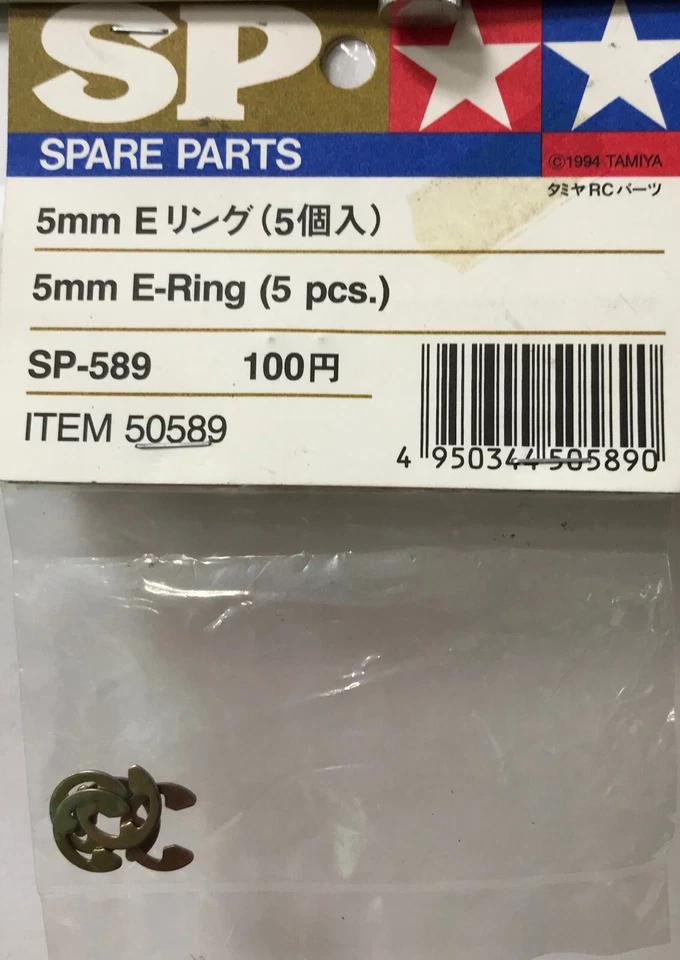 SP
SPARE PARTS
©1994 TAMIYA
タミヤRCパーツ
5mm Eリング(5個入)
5mm E-Ring (5 pcs.)
SP-589 100円
ITEM 50589
4 950344 505890